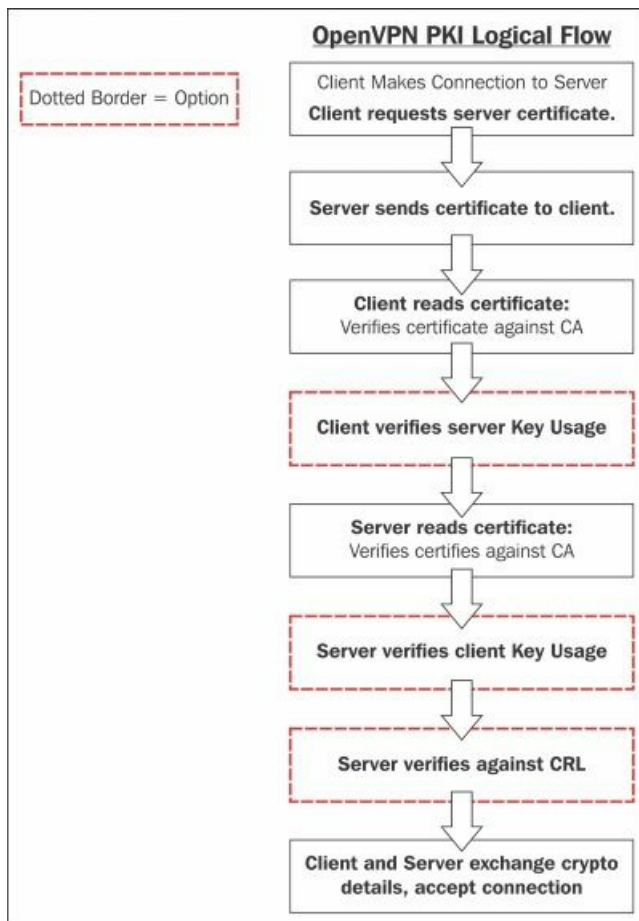 OpenVPN PKI Logical Flow
Dotted Border = Option
Client Makes Connection to Server
Client requests server certificate.
Server sends certificate to client.
Client reads certificate:
Verifies certificate against CA
Client verifies server Key Usage
Server reads certificate:
Verifies certifies against CA
Server verifies client Key Usage
Server verifies against CRL
Client and Server exchange crypto
details, accept connection